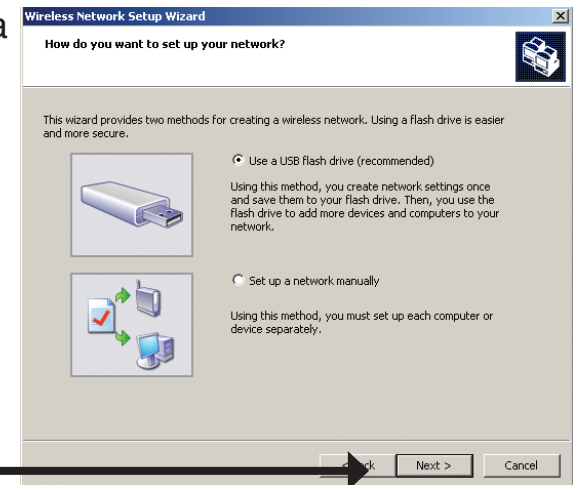 a
Wireless Network Setup Wizard
How do you want to set up your network?
This wizard provides two methods for creating a wireless network. Using a flash drive is easier
and more secure.
Use a USB flash drive (recommended)
Using this method, you create network settings once
and save them to your flash drive. Then, you use the
flash drive to add more devices and computers to your
network.
Set up a network manually
Using this method, you must set up each computer or
device separately.
Next > Cancel